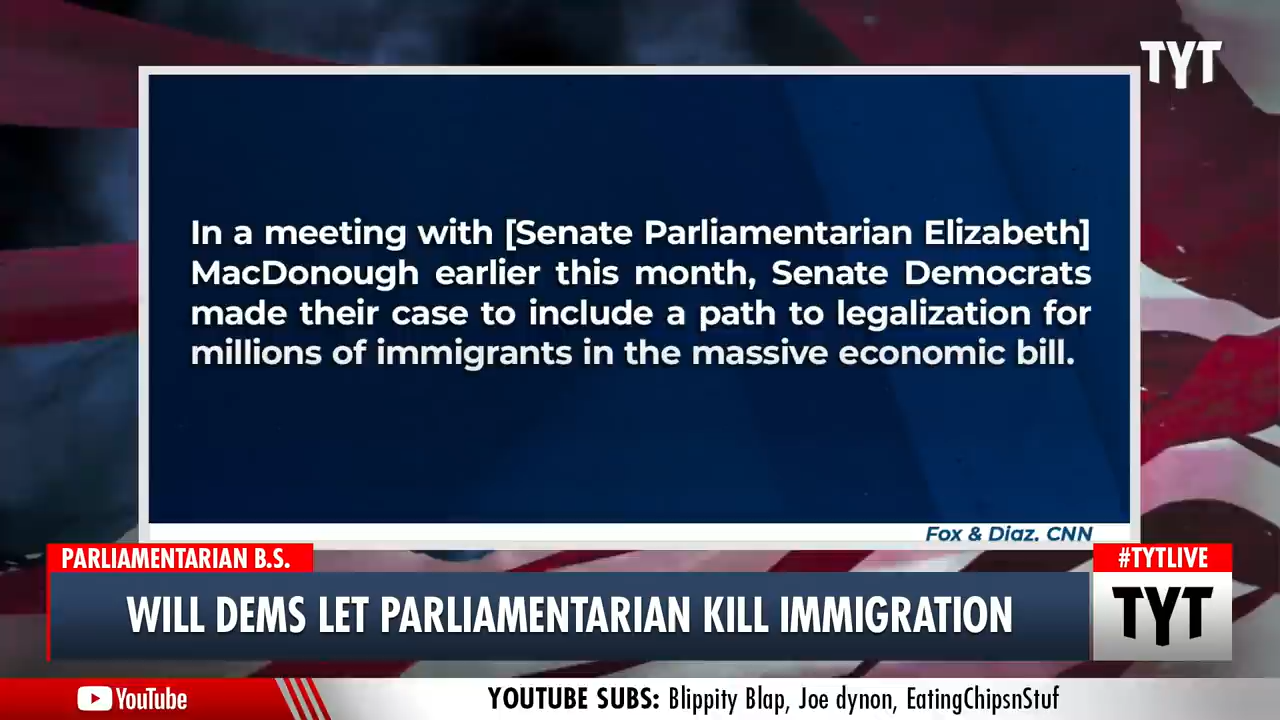 TYT
In a meeting with [Senate Parliamentarian Elizabeth]
MacDonough earlier this month, Senate Democrats
made their case to include a path to legalization for
millions of immigrants in the massive economic bill.
Fox & Diaz, CNN
PARLIAMENTARIAN B.S.
#TYTLIVE
WILL DEMS LET PARLIAMENTARIAN KILL IMMIGRATION
TYT
YouTube
YOUTUBE SUBS: Blippity Blap, Joe dynon, EatingChipsnStuf